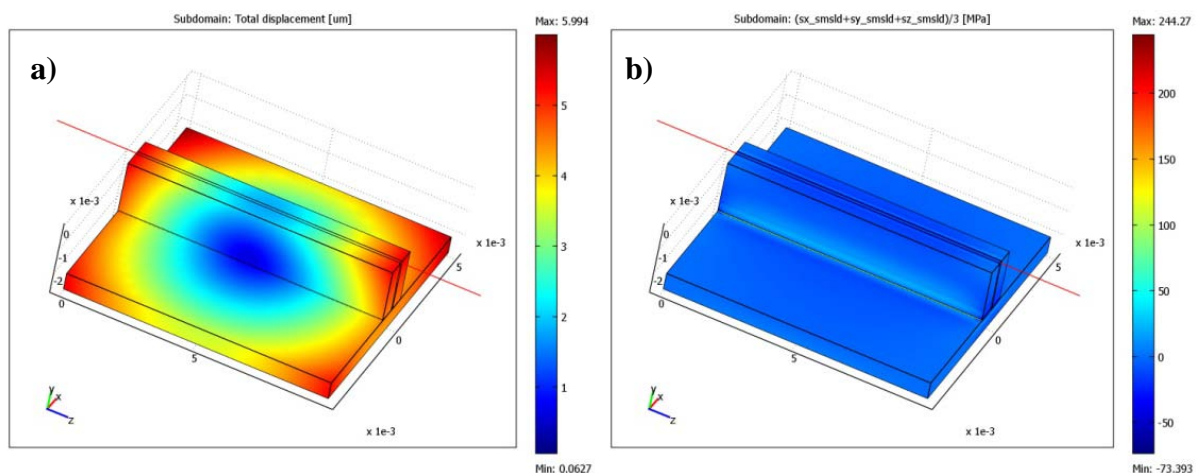 Subdomain: Total displacement [um]
Max: 5.994
a)
5
4
3
2
1
x 1e-3
0
-1
-2
x 1e-3
5
0
0
5
x 1e-3
y
x
z
Min: 0.0627
Subdomain: (sx_smsld+sy_smsld+sz_smsld)/3 [MPa]
Max: 244.27
b)
200
150
100
50
0
-50
x 1e-3
0
-1
-2
x 1e-3
5
0
0
5
x 1e-3
y
x
z
Min: -73.393